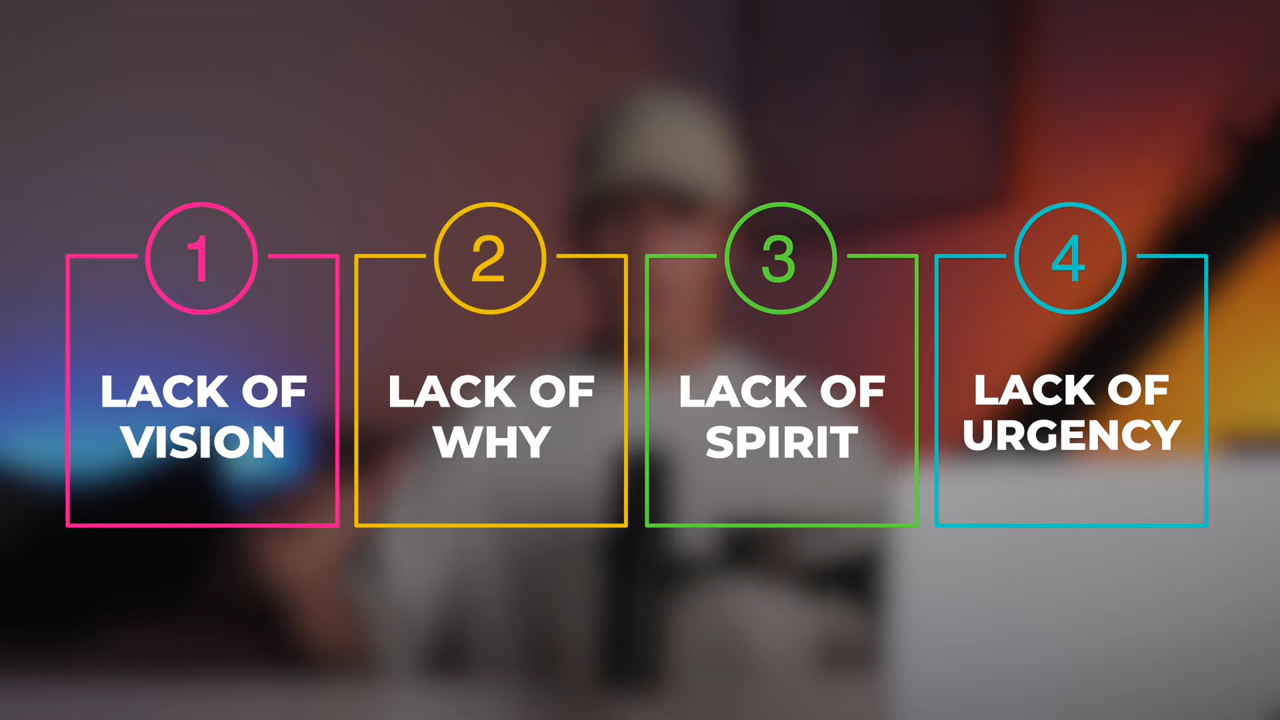 1
LACK OF
VISION
2
LACK OF
WHY
3
LACK OF
SPIRIT
4
LACK OF
URGENCY